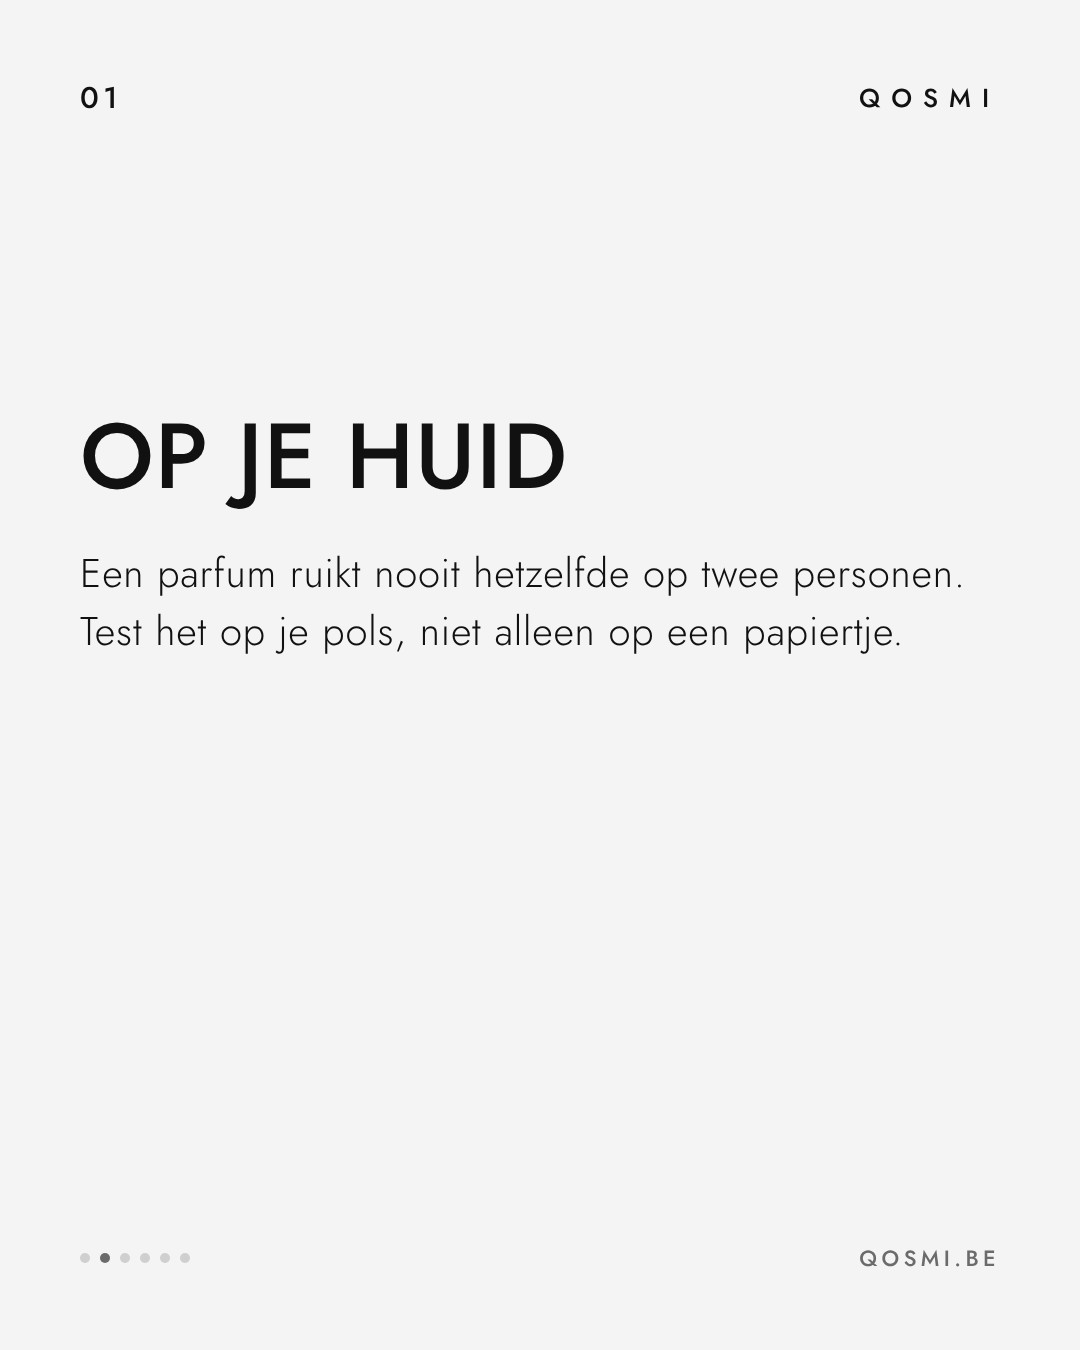 01
QOSMI
OP JE HUID
Een parfum ruikt nooit hetzelfde op twee personen.
Test het op je pols, niet alleen op een papiertje.
QOSMI.BE